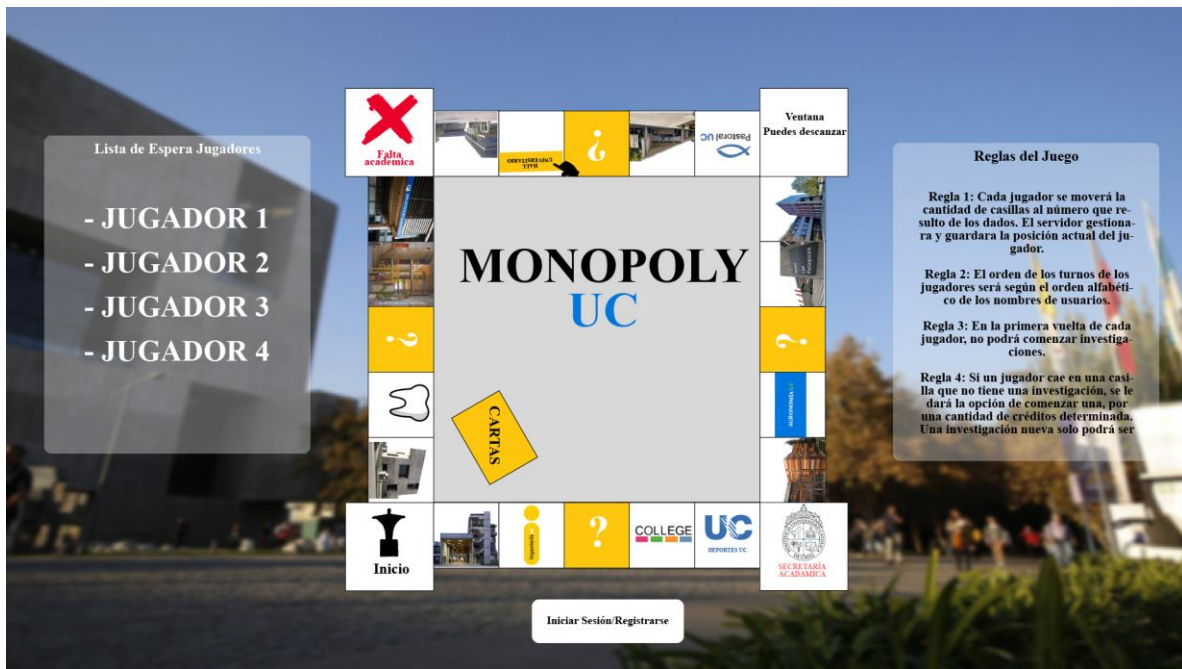 Lista de Espera Jugadores
- JUGADOR 1
- JUGADOR 2
- JUGADOR 3
- JUGADOR 4
Falta
académica
HALL
UNIVERSITARIO
?
Pastoral UC
Ventana
Puedes descanzar
MONOPOLY
UC
?
?
CARTAS
AGRONOMÍA UC
Inicio
Ingeniería
?
COLLEGE
UC
DEPORTES UC
SECRETARÍA
ACADAMICA
Reglas del Juego
Regla 1: Cada jugador se moverá la
cantidad de casillas al número que re-
sulto de los dados. El servidor gestiona-
ra y guardara la posición actual del ju-
gador.
Regla 2: El orden de los turnos de los
jugadores será según el orden alfabéti-
co de los nombres de usuarios.
Regla 3: En la primera vuelta de cada
jugador, no podrá comenzar investiga-
ciones.
Regla 4: Si un jugador cae en una casi-
lla que no tiene una investigación, se le
dará la opción de comenzar una, por
una cantidad de créditos determinada.
Una investigación nueva solo podrá ser
Iniciar Sesión/Registrarse